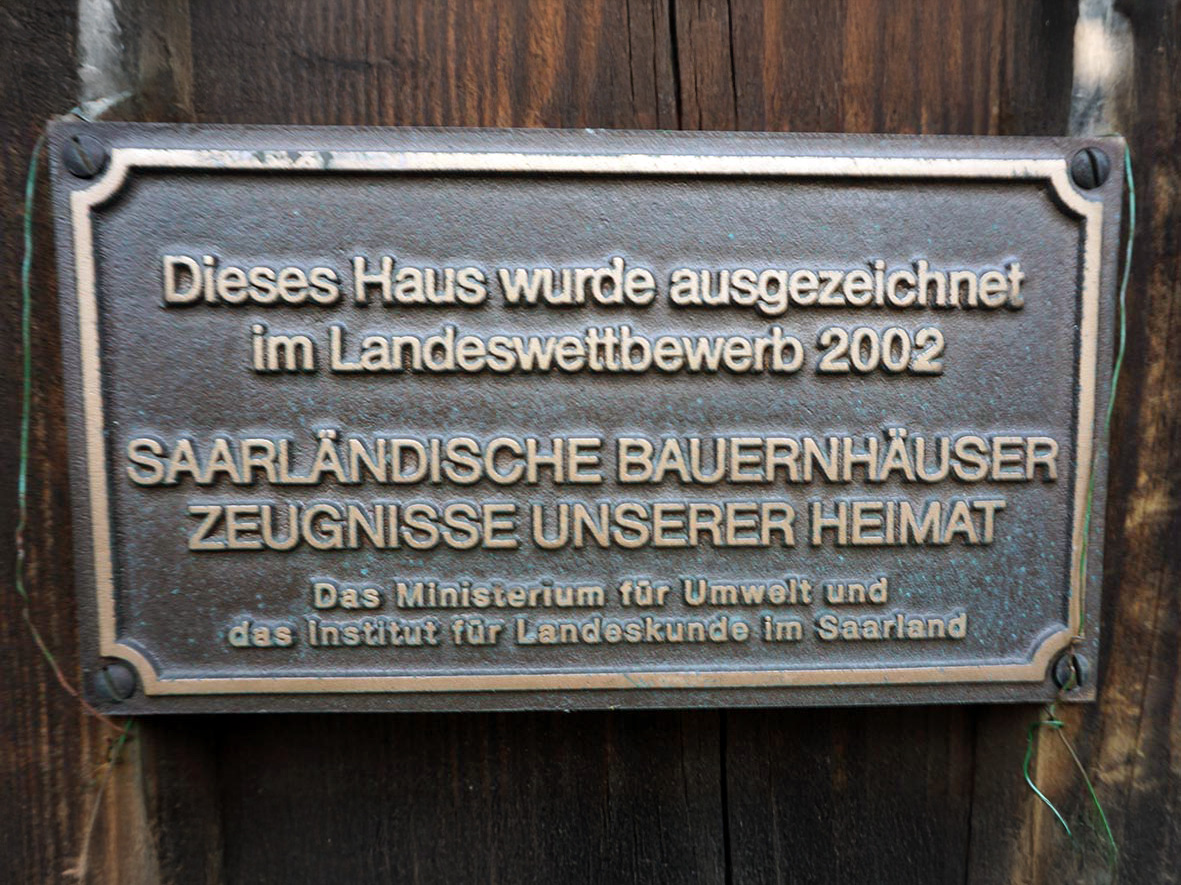 Dieses Haus wurde ausgezeichnet
im Landeswettbewerb 2002
SAARLÄNDISCHE BAUERNHÄUSER
ZEUGNISSE UNSERER HEIMAT
Das Ministerium für Umwelt und
das Institut für Landeskunde im Saarland